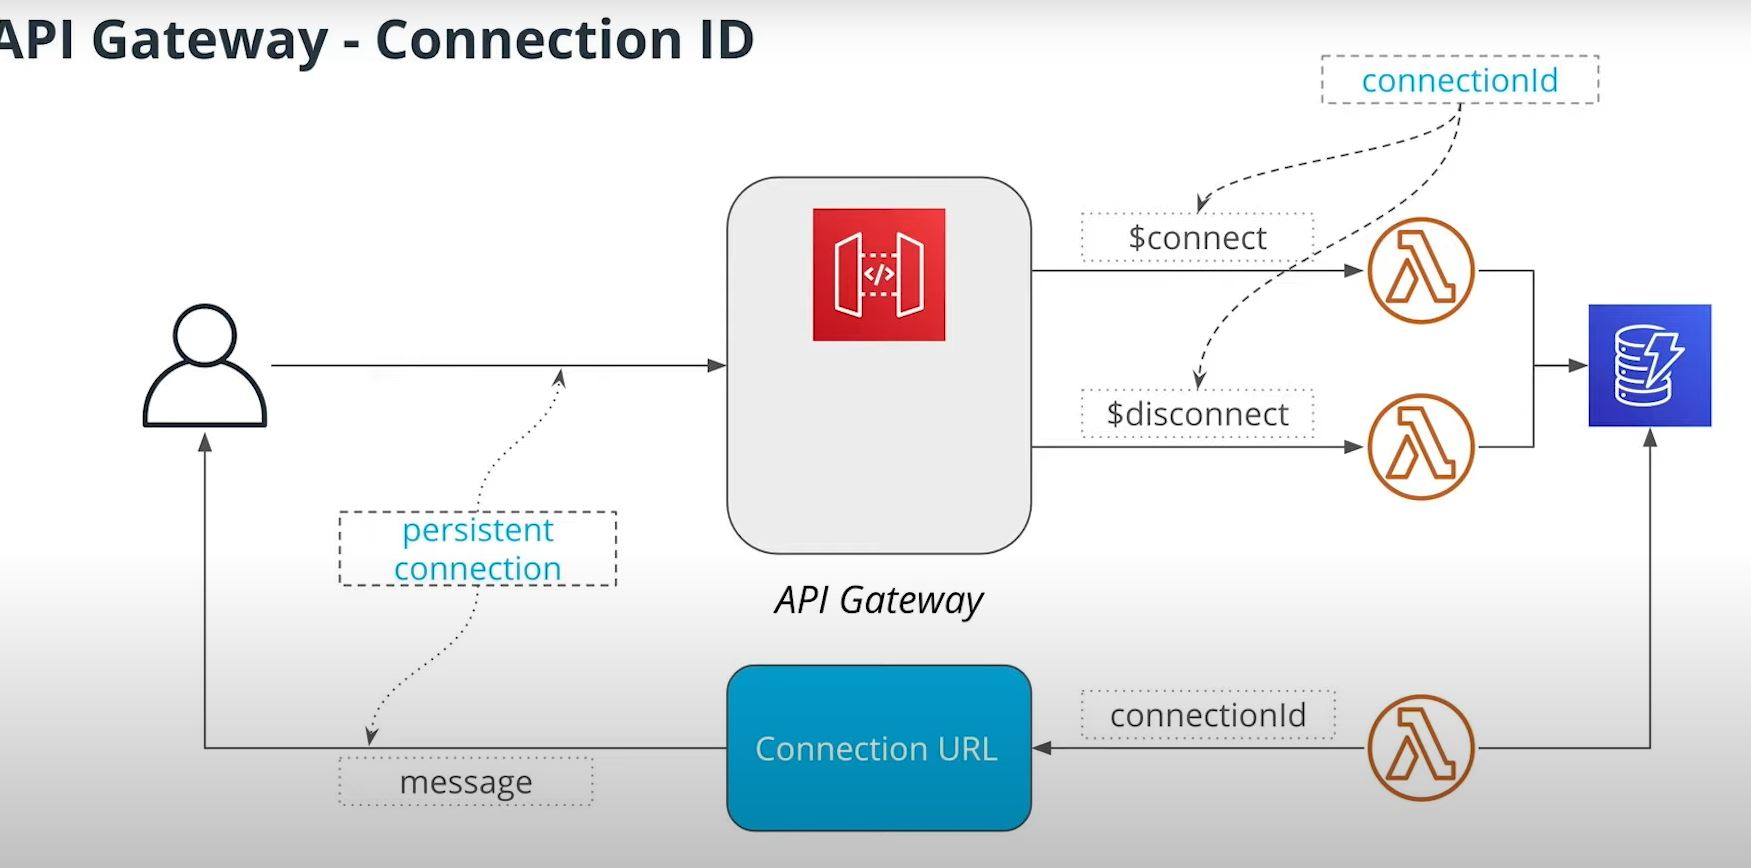 API Gateway - Connection ID
connectionId
$connect
$disconnect
persistent
connection
API Gateway
connectionId
Connection URL
message